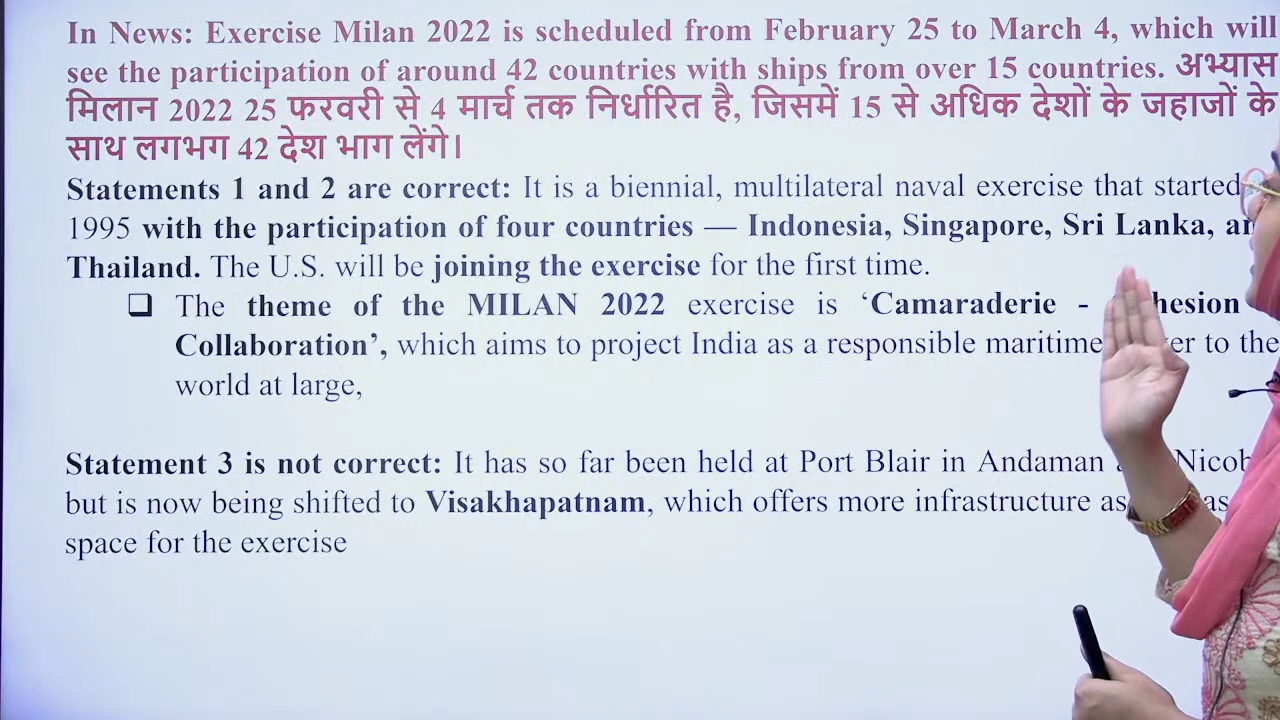 In News: Exercise Milan 2022 is scheduled from February 25 to March 4, which will
see the participation of around 42 countries with ships from over 15 countries. अभ्यास
मिलान 2022 25 फरवरी से 4 मार्च तक निर्धारित है, जिसमें 15 से अधिक देशों के जहाजों के
साथ लगभग 42 देश भाग लेंगे।
Statements 1 and 2 are correct: It is a biennial, multilateral naval exercise that started
1995 with the participation of four countries — Indonesia, Singapore, Sri Lanka,
Thailand. The U.S. will be joining the exercise for the first time.
The theme of the MILAN 2022 exercise is ‘Camaraderie -
Collaboration’, which aims to project India as a responsible maritime to the
world at large,
Statement 3 is not correct: It has so far been held at Port Blair in Andaman
but is now being shifted to Visakhapatnam, which offers more infrastructure as
space for the exercise